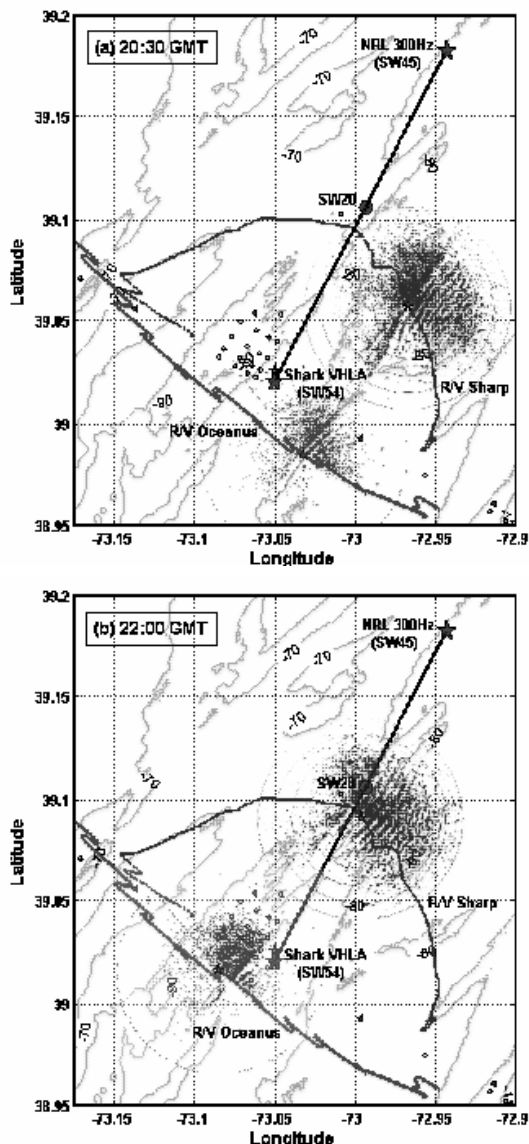 39.2
(a) 20:30 GMT
NRL 300Hz
(SW45)
-70
-70
39.15
-70
SW20
39.1
-80
Latitude
39.05
Shark VHLA
(SW54)
R/V Sharp
39
-90
R/V Oceanus
38.95
-73.15 -73.1 -73.05 -73 -72.95 -72.9
Longitude
39.2
(b) 22:00 GMT
NRL 300Hz
(SW45)
-70
-70
39.15
-70
-80
-70
39.1
Latitude
39.05
-80
R/V Sharp
Shark VHLA
(SW54)
39
R/V Oceanus
-70
38.95
-73.15 -73.1 -73.05 -73 -72.95 -72.9
Longitude